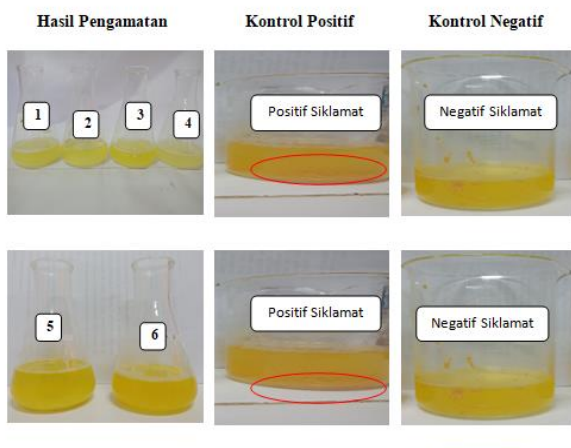 Hasil Pengamatan
Kontrol Positif
Kontrol Negatif
1
2
3
4
Positif Siklamat
Negatif Siklamat
5
6
Positif Siklamat
Negatif Siklamat